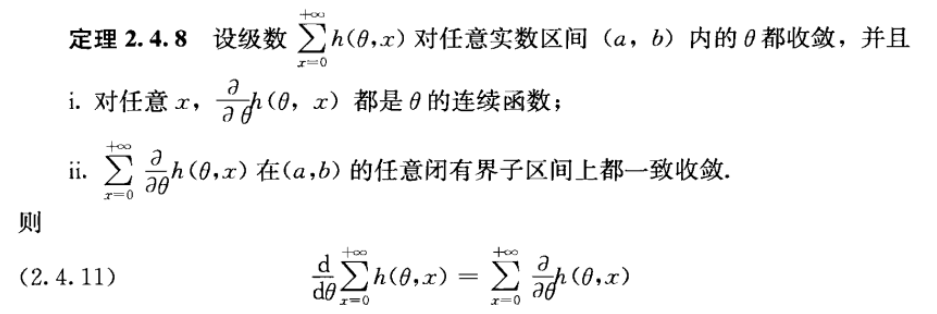 定理 2.4.8 设级数 $\sum_{x=0}^{+\infty} h(\theta,x)$ 对任意实数区间（a，b）内的 θ 都收敛，并且
i. 对任意 x，$\frac{\partial}{\partial\theta}h(\theta, x)$ 都是 θ 的连续函数；
ii. $\sum_{x=0}^{+\infty} \frac{\partial}{\partial\theta}h(\theta,x)$ 在(a,b) 的任意闭有界子区间上都一致收敛.
则
(2.4.11) $\frac{\mathrm{d}}{\mathrm{d}\theta}\sum_{x=0}^{+\infty} h(\theta,x) = \sum_{x=0}^{+\infty} \frac{\partial}{\partial\theta}h(\theta,x)$